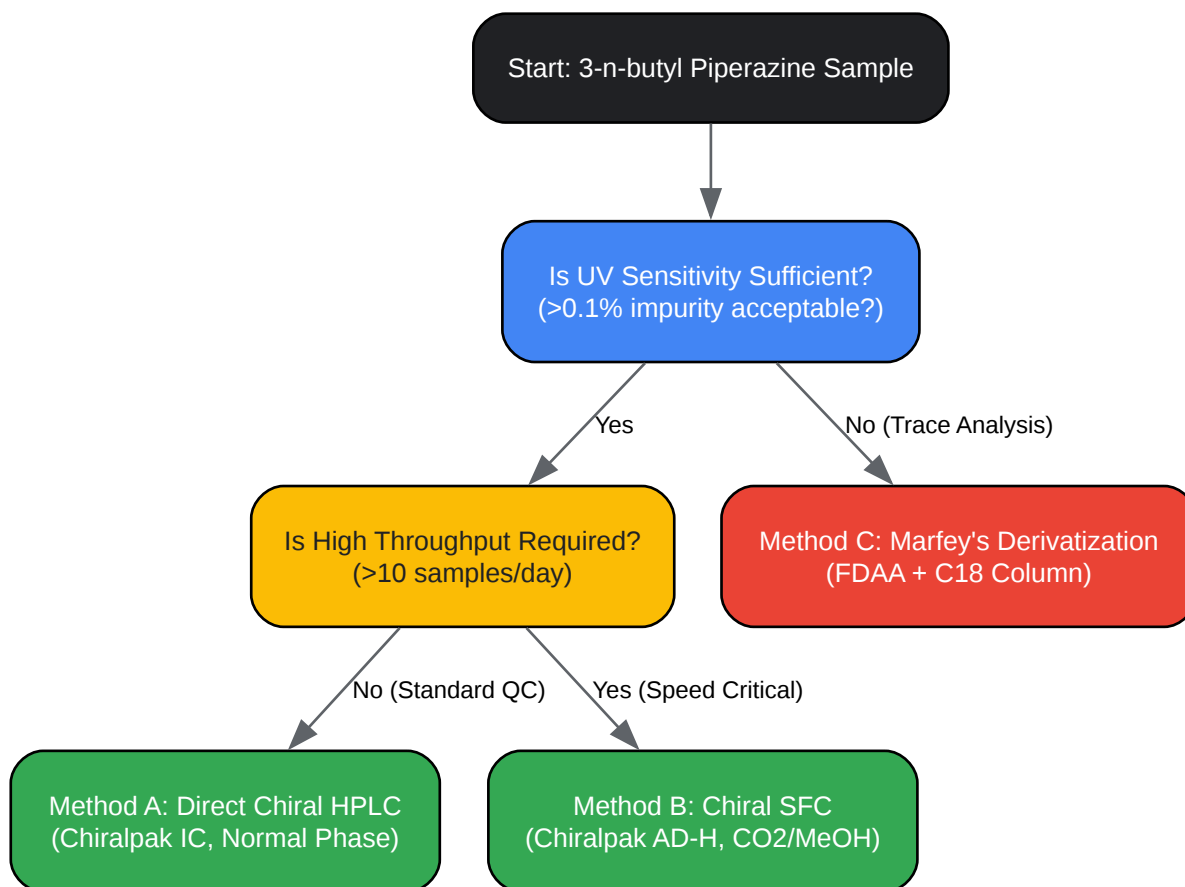 Start: 3-n-butyl Piperazine Sample
Is UV Sensitivity Sufficient?
(>0.1% impurity acceptable?)
Yes
No (Trace Analysis)
Is High Throughput Required?
(>10 samples/day)
Method C: Marfey's Derivatization
(FDAA + C18 Column)
No (Standard QC)
Yes (Speed Critical)
Method A: Direct Chiral HPLC
(Chiralpak IC, Normal Phase)
Method B: Chiral SFC
(Chiralpak AD-H, CO2/MeOH)